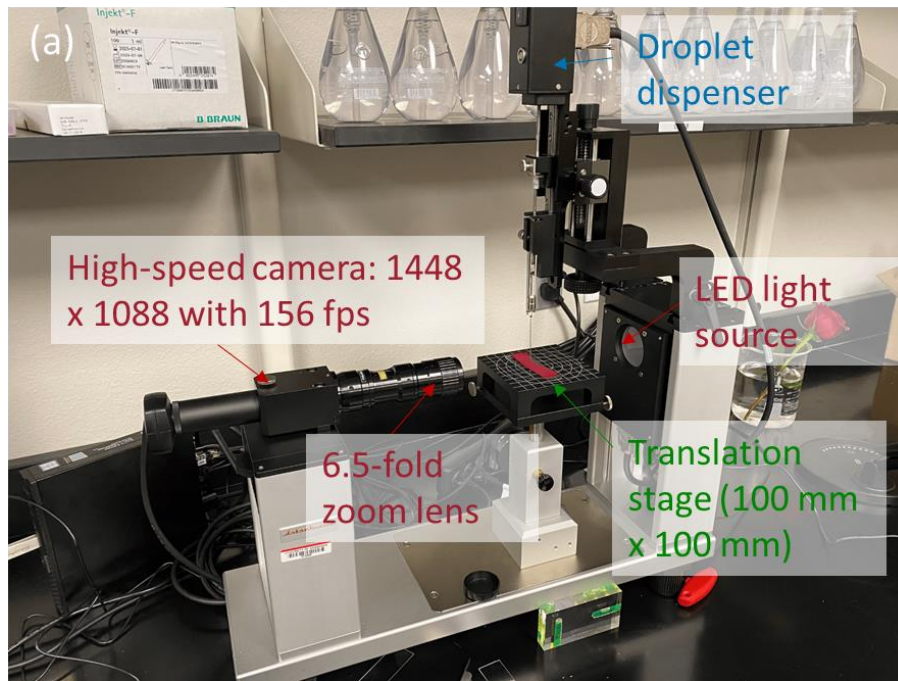 (a)
Injekt®-F
Injekt®-F
B BRAUN
Droplet
dispenser
High-speed camera: 1448
x 1088 with 156 fps
LED light
source
6.5-fold
zoom lens
Translation
stage (100 mm
x 100 mm)